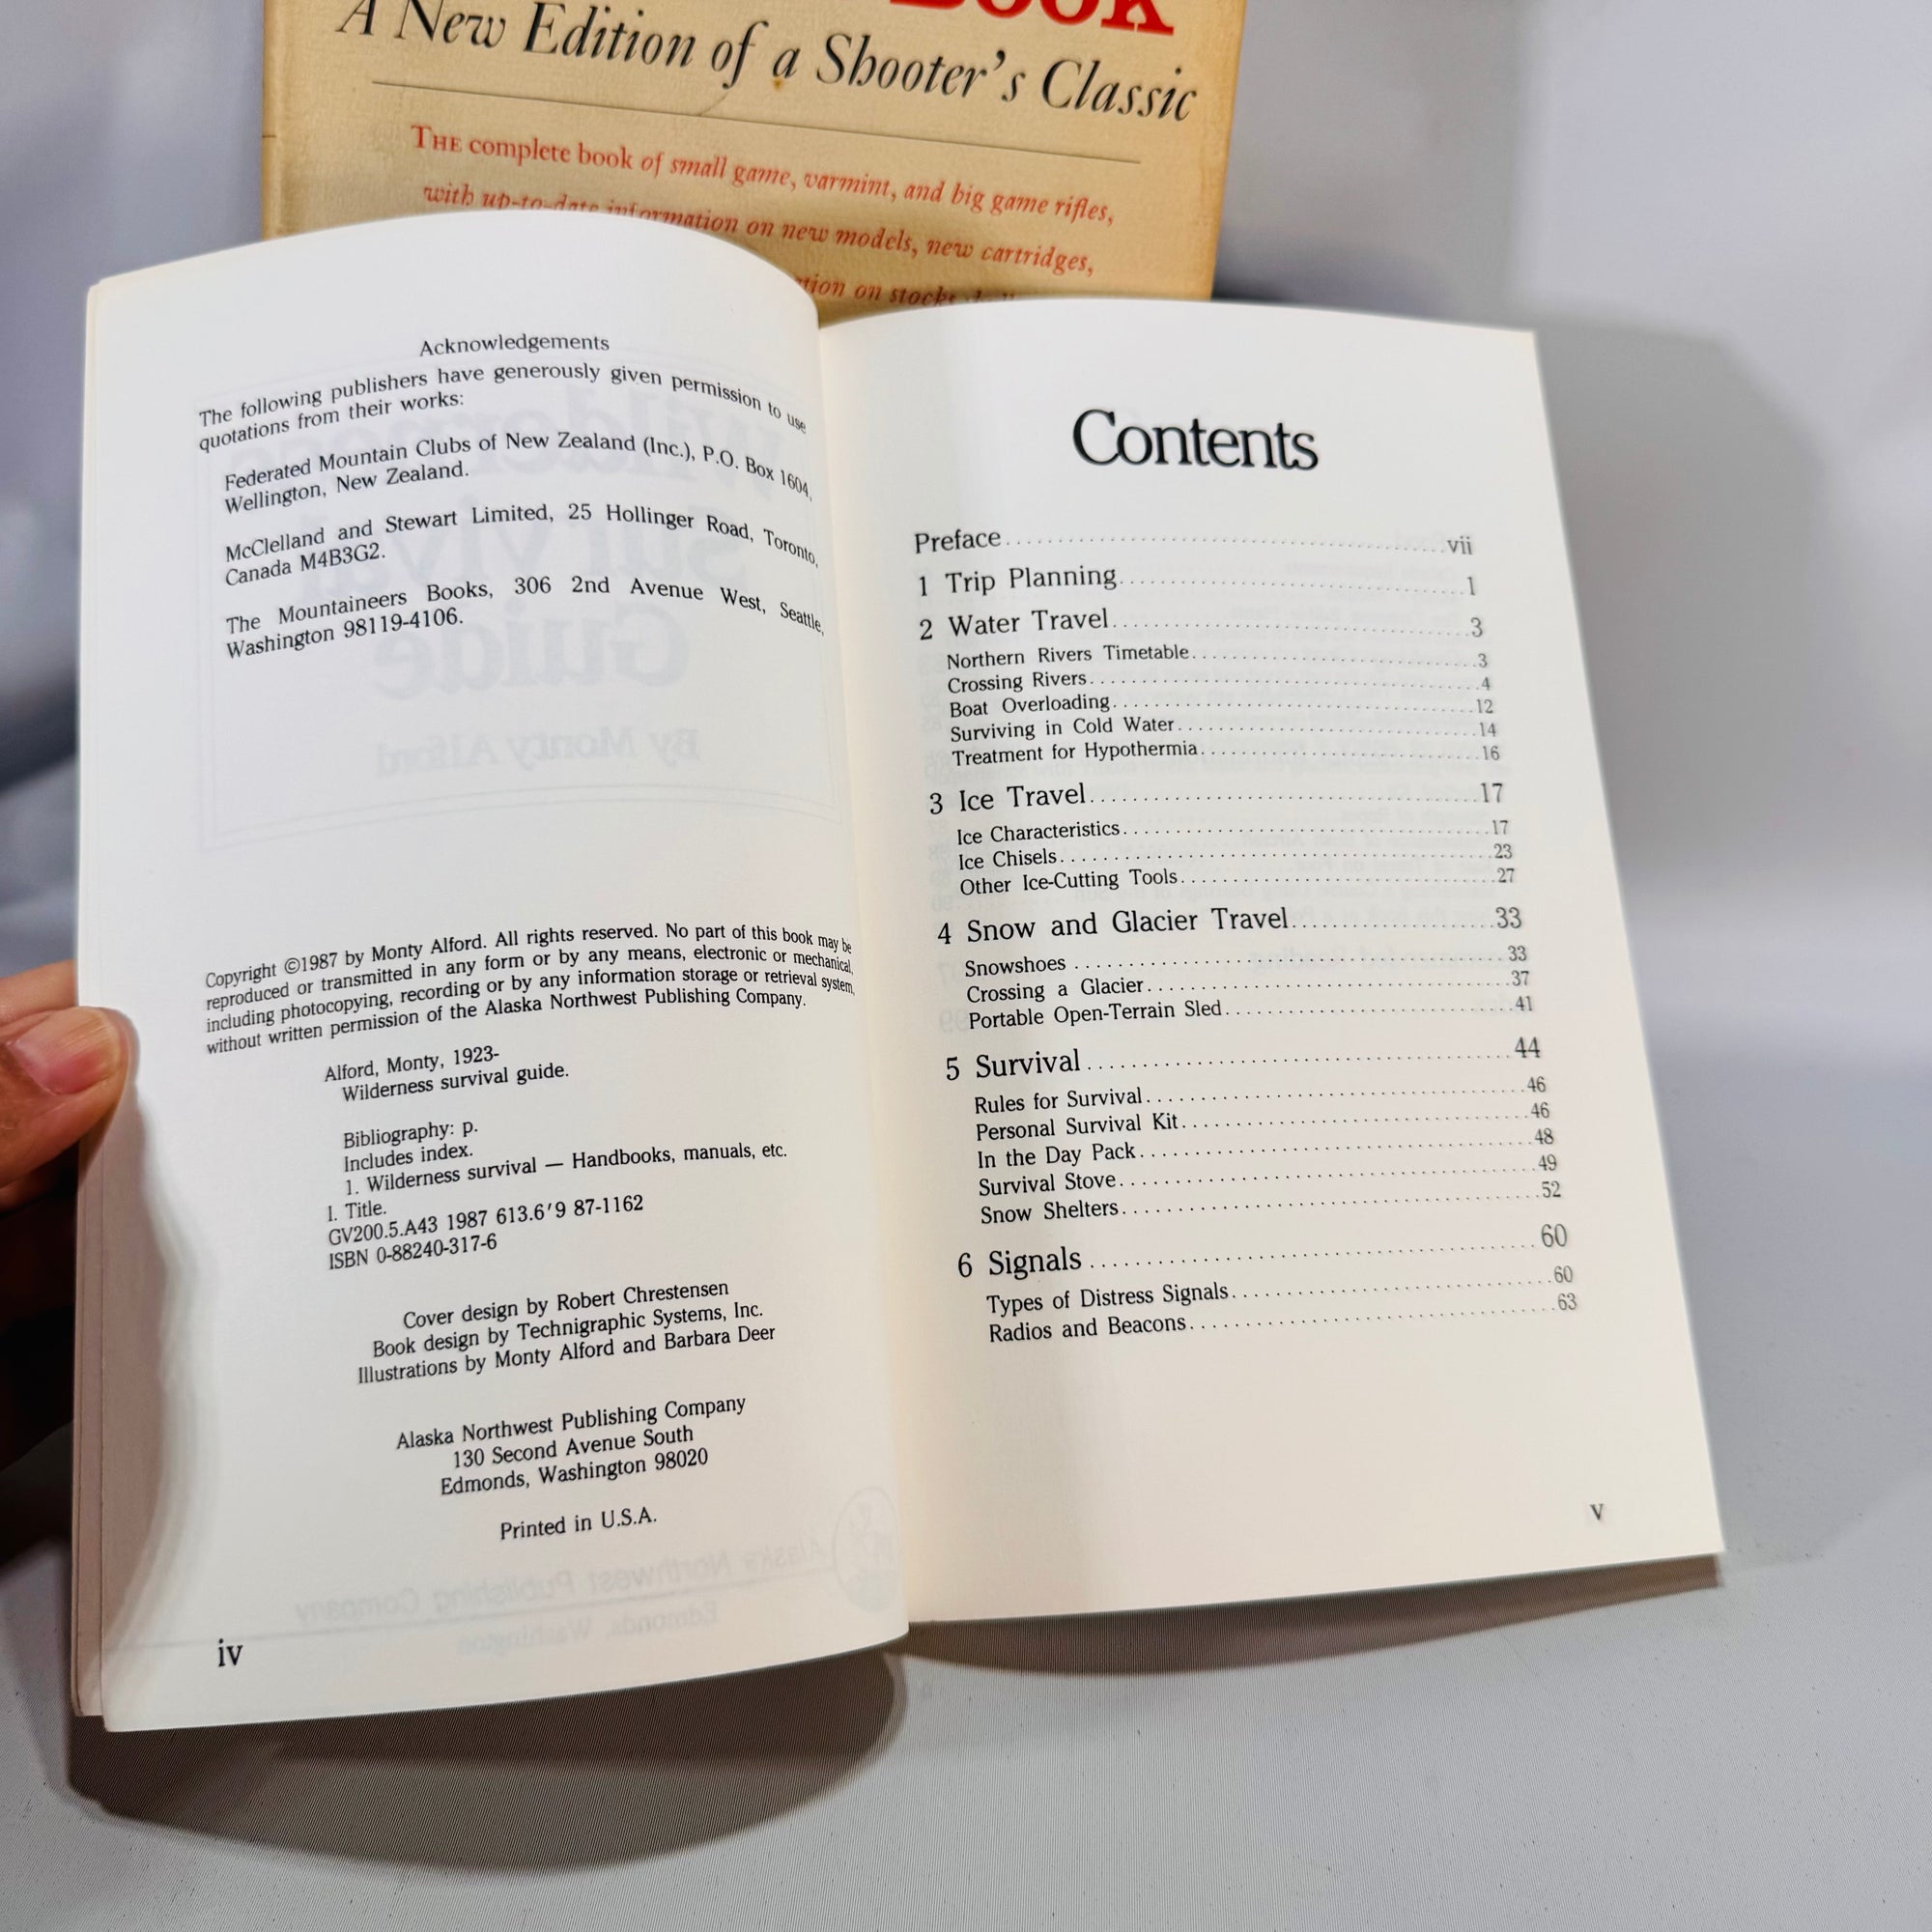 Book
A New Edition of a Shooter's Classic
The complete book of small game, varmint, and big game rifles,
with up-to-date information on new models, new cartridges,
on stocks
Acknowledgements
The following publishers have generously given permission to use
quotations from their works:
Federated Mountain Clubs of New Zealand (Inc.), P.O. Box 1604,
Wellington, New Zealand.
McClelland and Stewart Limited, 25 Hollinger Road, Toronto,
Canada M4B3G2.
The Mountaineers Books, 306 2nd Avenue West, Seattle,
Washington 98119-4106.
Copyright ©1987 by Monty Alford. All rights reserved. No part of this book may be
reproduced or transmitted in any form or by any means, electronic or mechanical,
including photocopying, recording or by any information storage or retrieval system,
without written permission of the Alaska Northwest Publishing Company.
Alford, Monty, 1923-
Wilderness survival guide.
Bibliography: p.
Includes index.
1. Wilderness survival — Handbooks, manuals, etc.
I. Title.
GV200.5.A43 1987 613.6'9 87-1162
ISBN 0-88240-317-6
Cover design by Robert Chrestensen
Book design by Technigraphic Systems, Inc.
Illustrations by Monty Alford and Barbara Deer
Alaska Northwest Publishing Company
130 Second Avenue South
Edmonds, Washington 98020
Printed in U.S.A.
iv
Contents
Preface vii
1 Trip Planning 1
2 Water Travel 3
Northern Rivers Timetable 3
Crossing Rivers 4
Boat Overloading 12
Surviving in Cold Water 14
Treatment for Hypothermia 16
3 Ice Travel 17
Ice Characteristics 17
Ice Chisels 23
Other Ice-Cutting Tools 27
4 Snow and Glacier Travel 33
Snowshoes 33
Crossing a Glacier 37
Portable Open-Terrain Sled 41
5 Survival 44
Rules for Survival 46
Personal Survival Kit 46
In the Day Pack 48
Survival Stove 49
Snow Shelters 52
6 Signals 60
Types of Distress Signals 60
Radios and Beacons 63
v